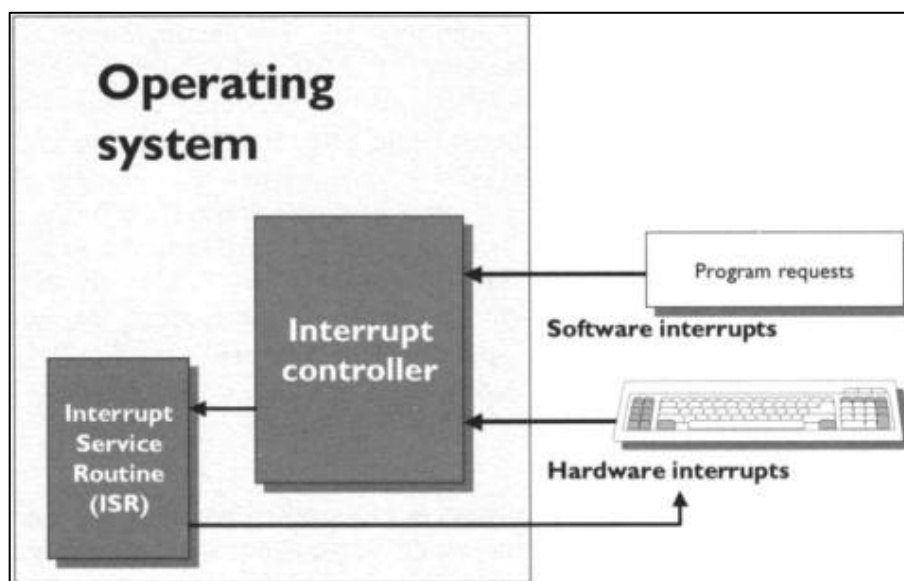 Operating
system
Program requests
Software interrupts
Interrupt
controller
Interrupt
Service
Routine
(ISR)
Hardware interrupts